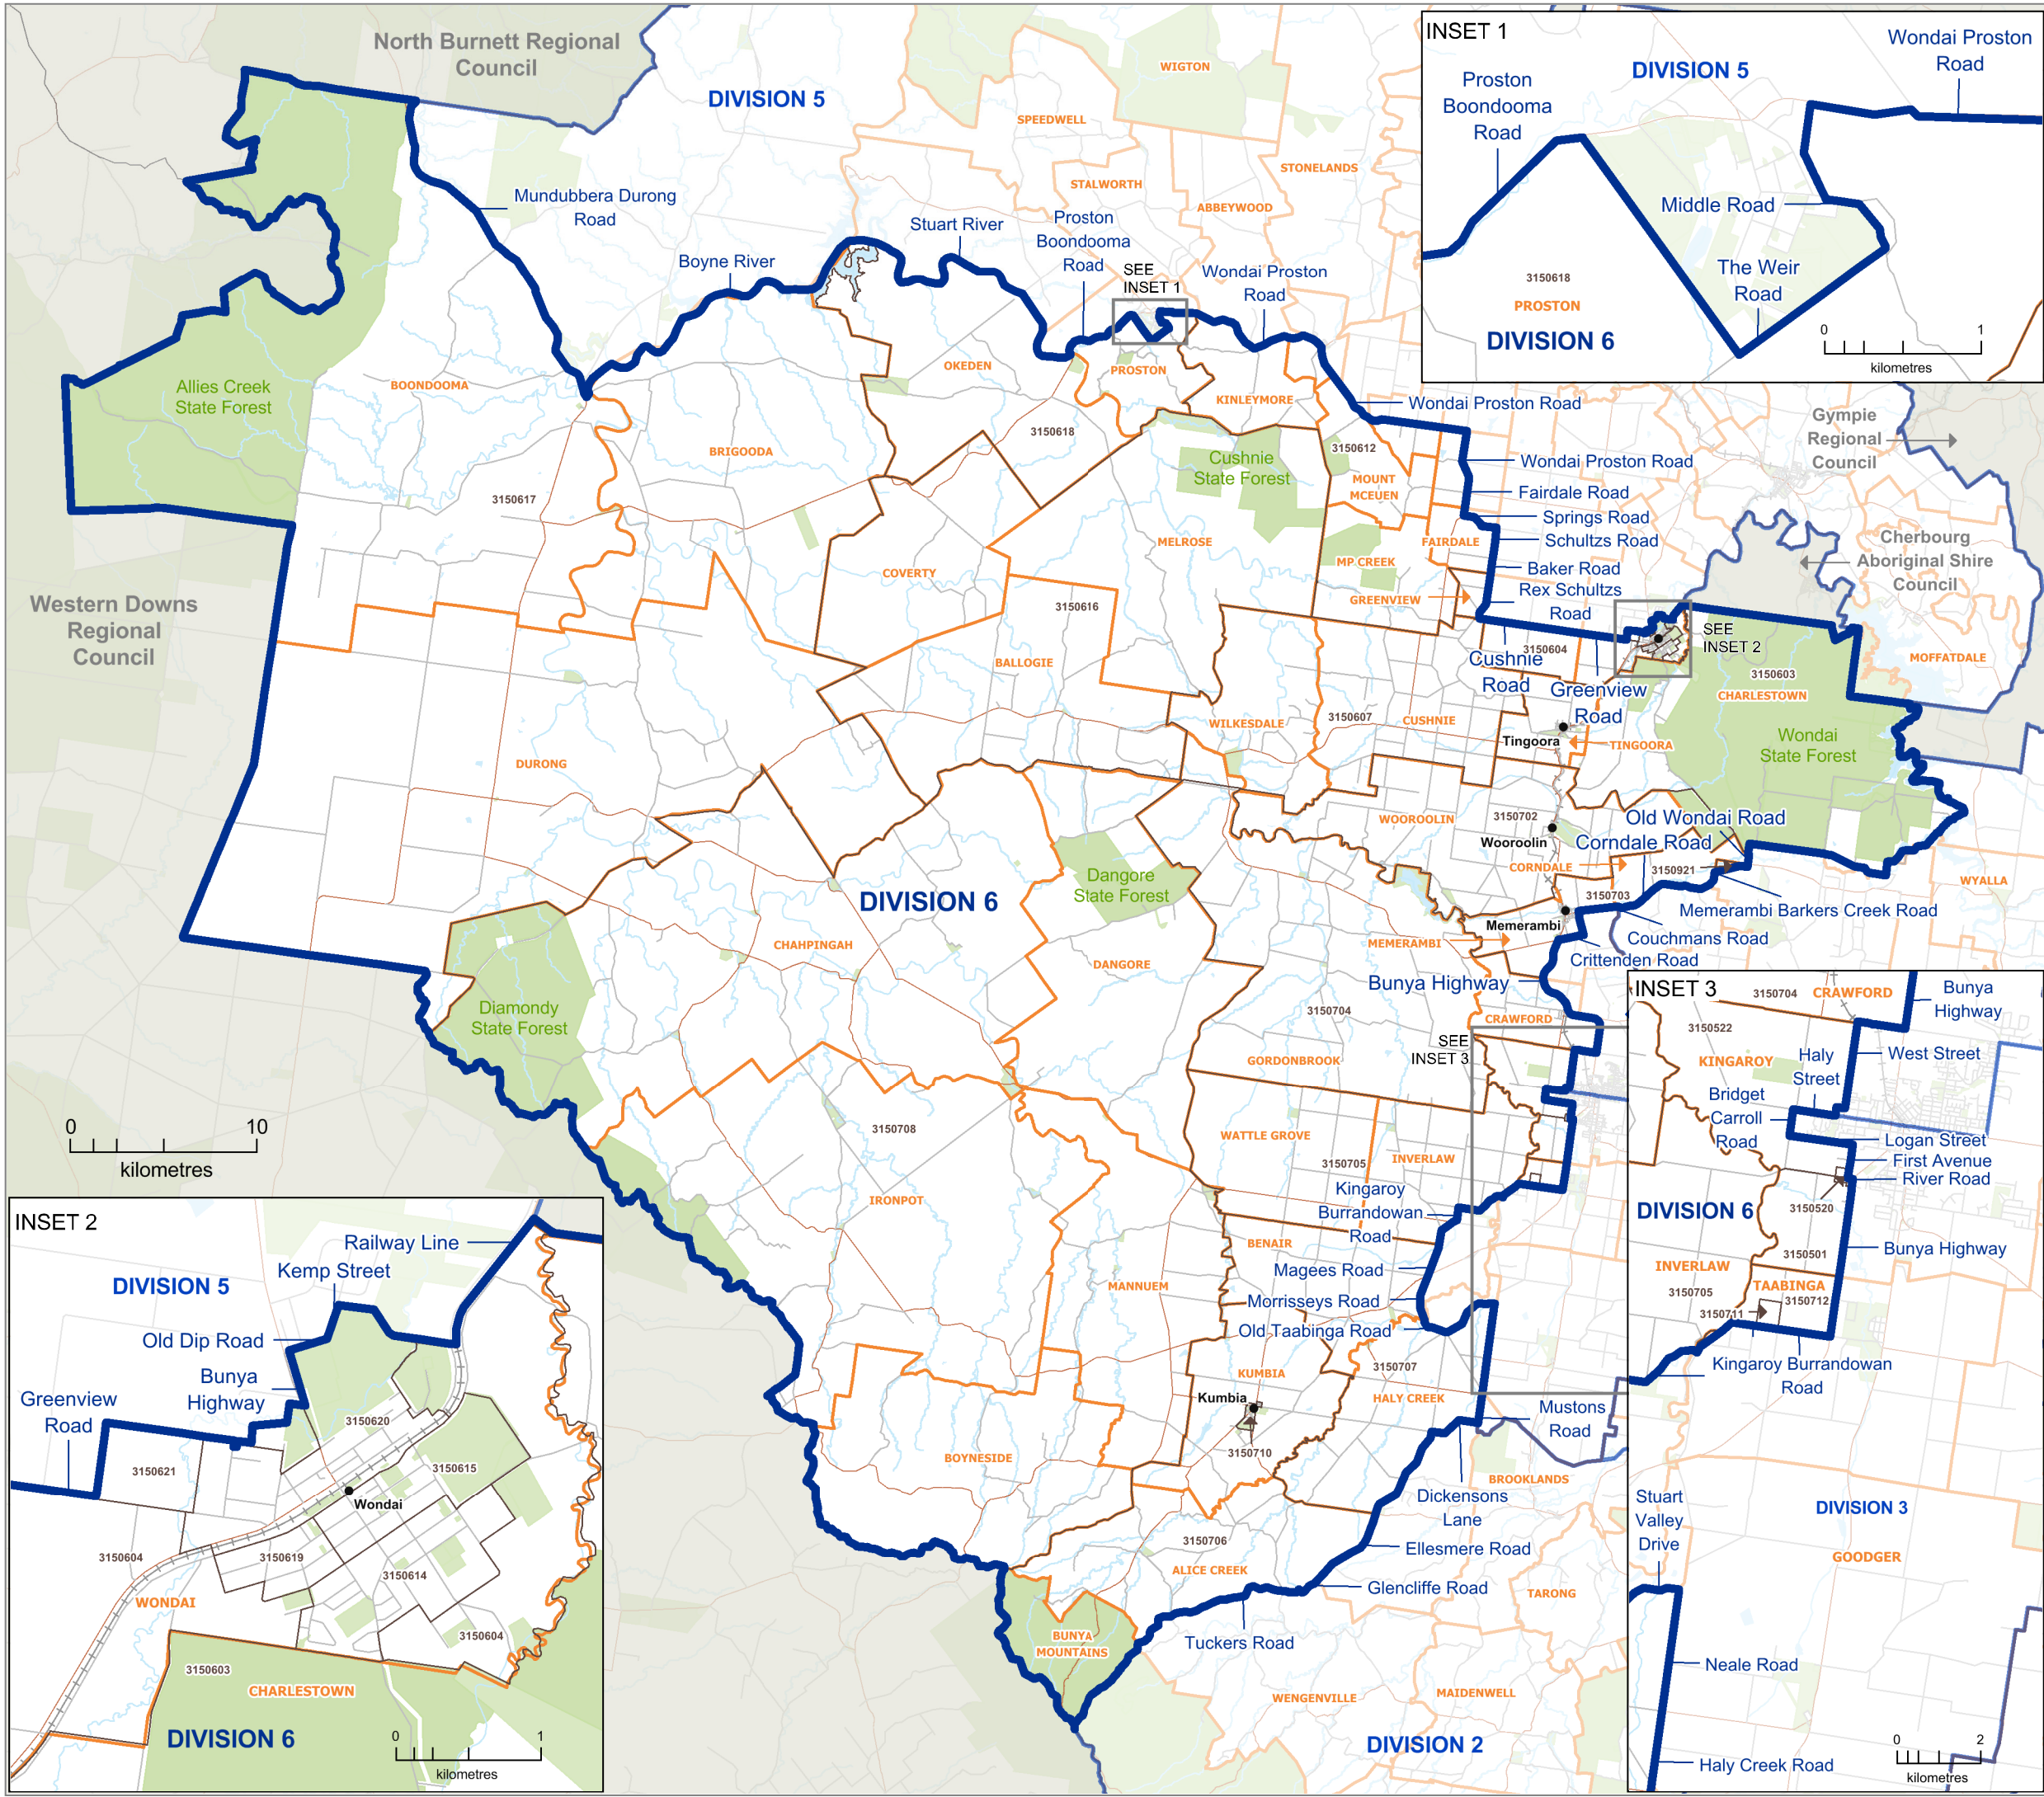 North Burnett Regional
Council
DIVISION 5
WIGTON
SPEEDWELL
STONELANDS
STALWORTH
ABBEYWOOD
Mundubbera Durong
Road
Boyne River
Stuart River
Proston
Boondooma
Road
SEE
INSET 1
Wondai Proston
Road
INSET 1
Wondai Proston
Road
DIVISION 5
Proston
Boondooma
Road
Middle Road
The Weir
Road
3150618
PROSTON
DIVISION 6
0
1
kilometres
Allies Creek
State Forest
BOONDOOMA
OKEDEN
PROSTON
KINLEYMORE
Wondai Proston Road
Gympie
Regional
Council
3150618
BRIGOODA
Cushnie
State Forest
3150612
MOUNT
MCEUEN
Wondai Proston Road
3150617
Fairdale Road
Springs Road
Schultzs Road
MELROSE
FAIRDALE
MP CREEK
Baker Road
Rex Schultzs
Road
Cherbourg
Aboriginal Shire
Council
COVERTY
GREENVIEW
3150616
Western Downs
Regional
Council
SEE
INSET 2
Cushnie
Road
3150604
MOFFATDALE
BALLOGIE
3150603
CHARLESTOWN
Greenview
Road
WILKESDALE
3150607
CUSHNIE
Tingoora
TINGOORA
Wondai
State Forest
DURONG
WOOROOLIN
3150702
Wooroolin
Old Wondai Road
Corndale Road
CORNDALE
3150921
3150703
WYALLA
Dangore
State Forest
DIVISION 6
Memerambi Barkers Creek Road
Memerambi
MEMERAMBI
Couchmans Road
Crittenden Road
CHAHPINGAH
DANGORE
Bunya Highway
Diamondy
State Forest
3150704
CRAWFORD
SEE
INSET 3
GORDONBROOK
INSET 3
3150704
CRAWFORD
Bunya
Highway
3150522
KINGAROY
Haly
Street
West Street
Bridget
Carroll
Road
Logan Street
First Avenue
River Road
DIVISION 6
3150520
3150501
Bunya Highway
INVERLAW
TAABINGA
3150705
3150712
3150711
Kingaroy Burrandowan
Road
Stuart
Valley
Drive
DIVISION 3
GOODGER
Neale Road
Haly Creek Road
0
2
kilometres
0
10
kilometres
3150708
WATTLE GROVE
INVERLAW
3150705
Kingaroy
Burrandowan
Road
IRONPOT
BENAIR
Magees Road
MANNUEM
Morrisseys Road
Old Taabinga Road
KUMBIA
3150707
HALY CREEK
Kumbia
3150710
Mustons
Road
BOYNESIDE
BROOKLANDS
Dickensons
Lane
3150706
ALICE CREEK
Ellesmere Road
Glencliffe Road
TARONG
BUNYA
MOUNTAINS
Tuckers Road
WENGENVILLE
MAIDENWELL
DIVISION 2
INSET 2
Railway Line
Kemp Street
DIVISION 5
Old Dip Road
Bunya
Highway
Greenview
Road
3150620
3150621
3150615
Wondai
3150604
3150619
3150614
WONDAI
3150604
3150603
CHARLESTOWN
DIVISION 6
0
1
kilometres